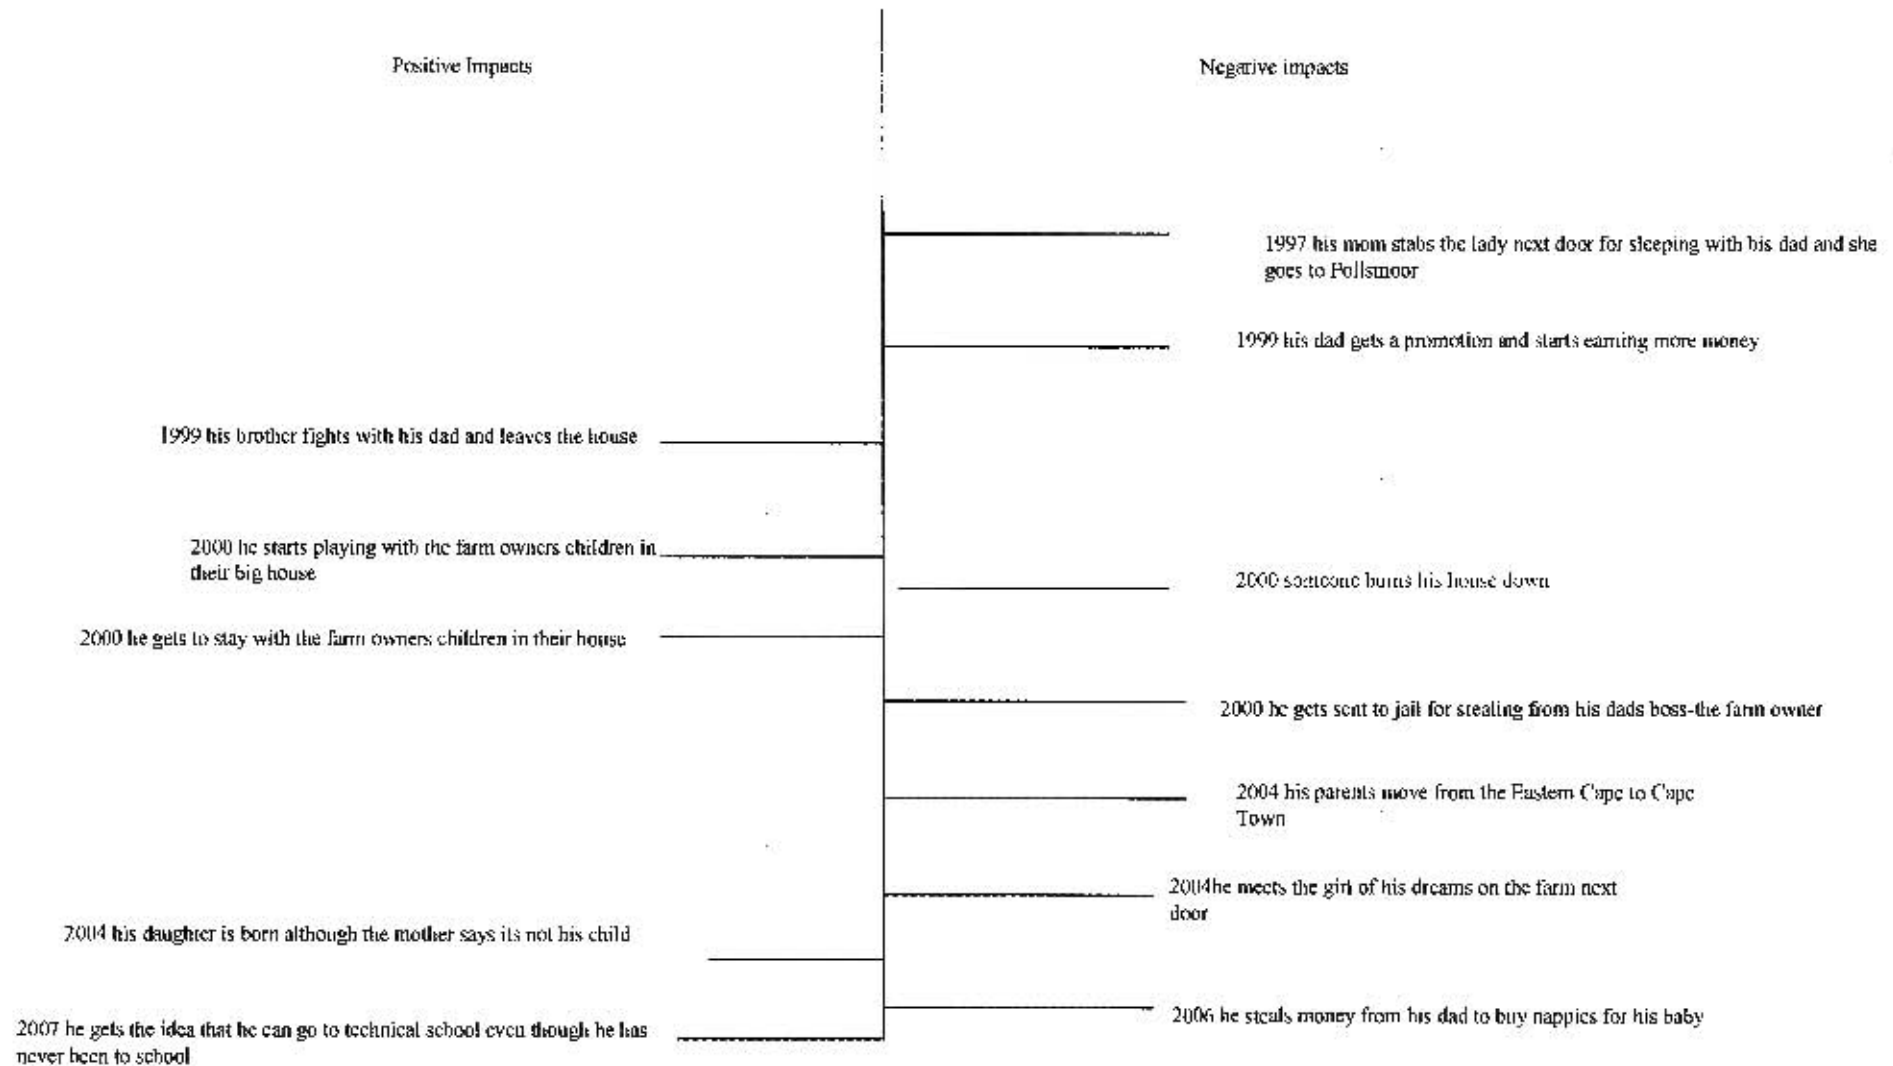 Positive Impacts
Negative impacts
1997 his mom stabs the lady next door for sleeping with his dad and she
goes to Pollsmoor
1999 his dad gets a promotion and starts earning more money
1999 his brother fights with his dad and leaves the house
2000 he starts playing with the farm owners children in
their big house
2000 someone burns his house down
2000 he gets to stay with the farm owners children in their house
2000 he gets sent to jail for stealing from his dads boss-the farm owner
2004 his parents move from the Eastern Cape to Cape
Town
2004he meets the girl of his dreams on the farm next
door
2004 his daughter is born although the mother says its not his child
2006 he steals money from his dad to buy nappies for his baby
2007 he gets the idea that he can go to technical school even though he has
never been to school